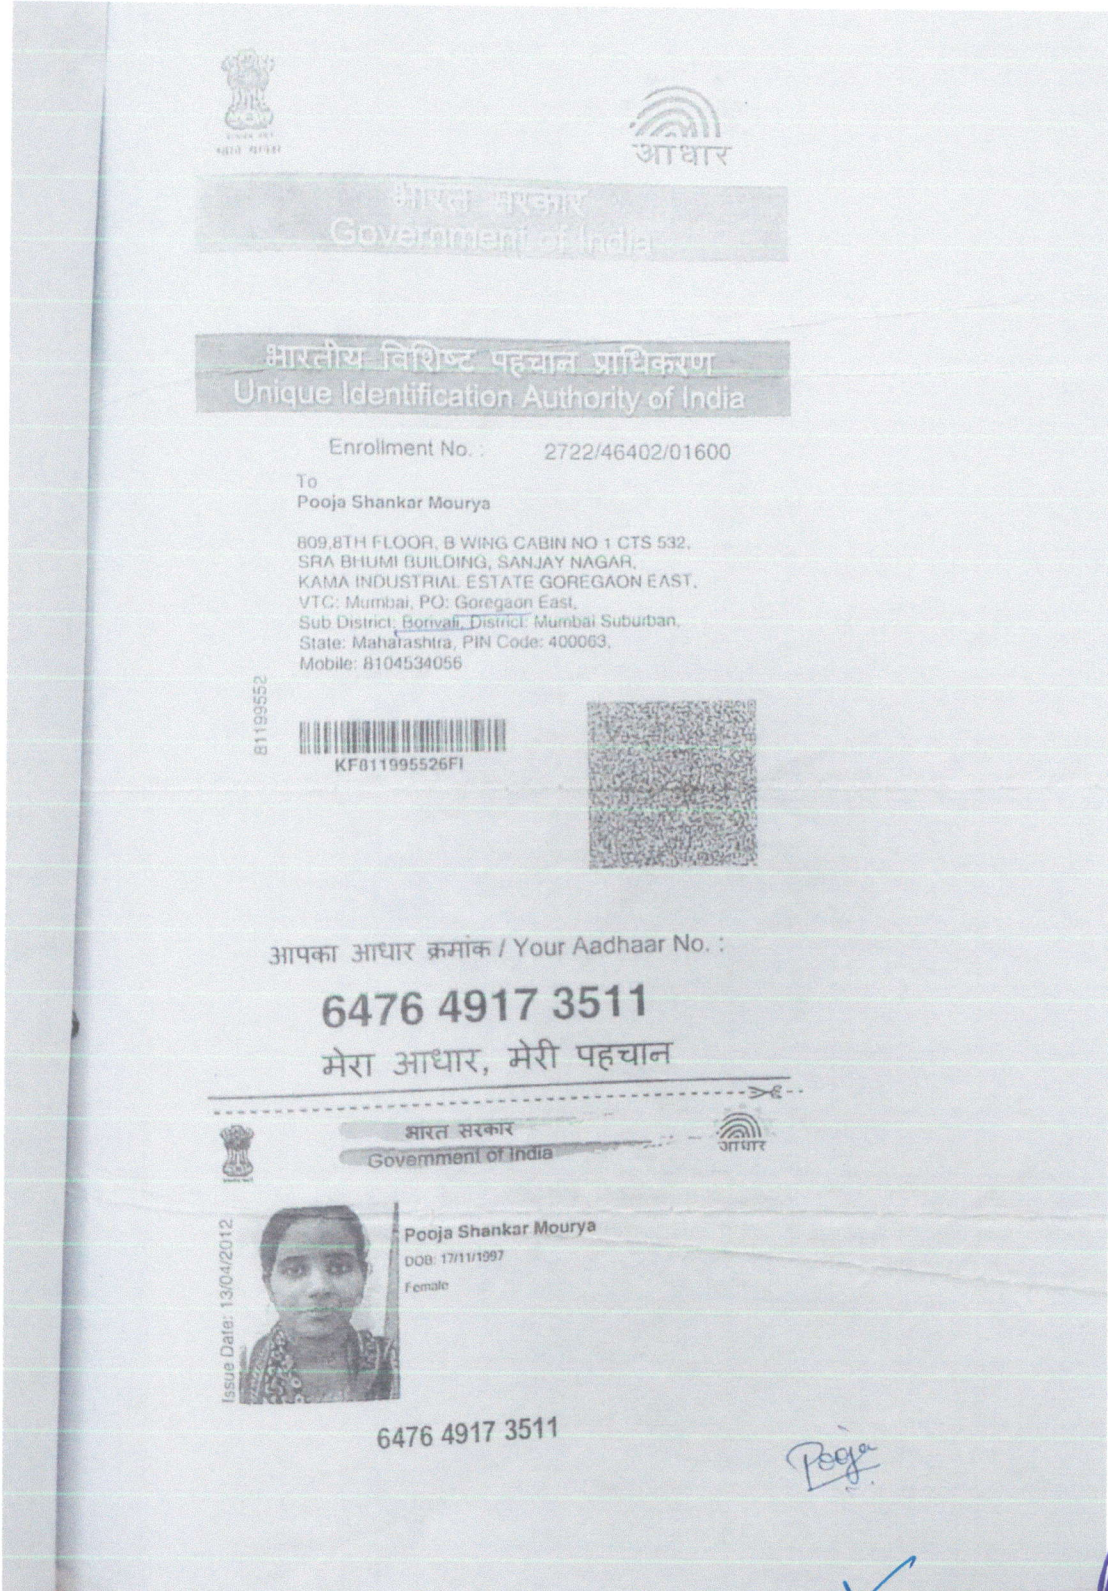 आधार
भारत सरकार
Government of India
भारतीय विशिष्ट पहचान प्राधिकरण
Unique Identification Authority of India
Enrollment No. : 2722/46402/01600
To
Pooja Shankar Mourya
809,8TH FLOOR, B WING CABIN NO 1 CTS 532,
SRA BHUMI BUILDING, SANJAY NAGAR,
KAMA INDUSTRIAL ESTATE GOREGAON EAST,
VTC: Mumbai, PO: Goregaon East,
Sub District: Borivali, District: Mumbai Suburban,
State: Maharashtra, PIN Code: 400063,
Mobile: 8104534056
81199552
KF811995526FI
आपका आधार क्रमांक / Your Aadhaar No. :
6476 4917 3511
मेरा आधार, मेरी पहचान
भारत सरकार
Government of India
आधार
Issue Date: 13/04/2012
Pooja Shankar Mourya
DOB: 17/11/1997
Female
6476 4917 3511
Pooja